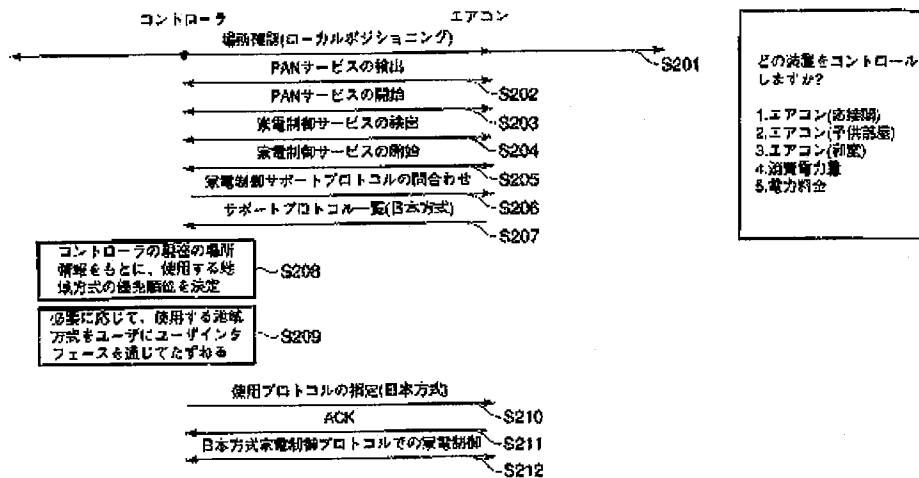 コントローラ
エアコン
場所確認(ローカルポジショニング)
S201
PANサービスの検出
S202
PANサービスの開始
S203
家電制御サービスの検出
S204
家電制御サービスの開始
S205
家電制御サポートプロトコルの問合わせ
S206
サポートプロトコル一覧(日本方式)
S207
コントローラの現在の場所
情報をもとに、使用する地
域方式の優先順位を決定
S208
必要に応じて、使用する地域
方式をユーザにユーザインタ
フェースを通じてたずねる
S209
使用プロトコルの指定(日本方式)
S210
ACK
S211
日本方式家電制御プロトコルでの家電制御
S212
どの装置をコントロール
しますか?
1.エアコン(応接間)
2.エアコン(子供部屋)
3.エアコン(和室)
4.消費電力量
5.電力料金